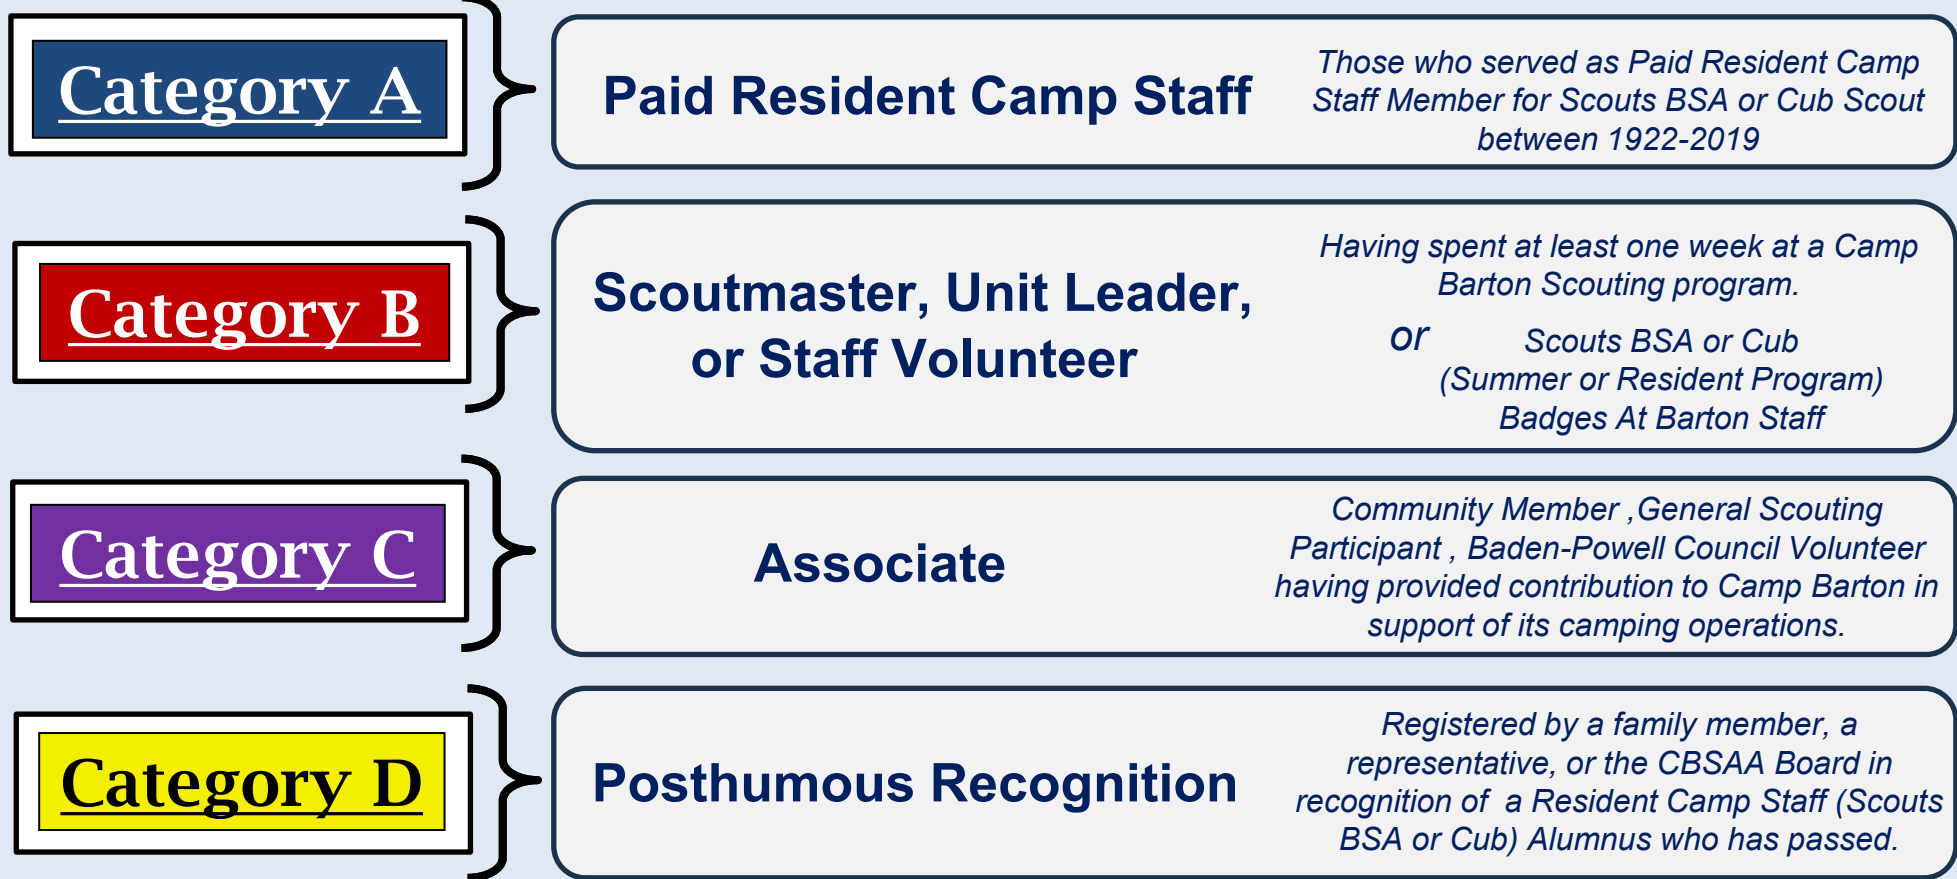 Category A
Paid Resident Camp Staff
Those who served as Paid Resident Camp
Staff Member for Scouts BSA or Cub Scout
between 1922-2019
Category B
Scoutmaster, Unit Leader,
or Staff Volunteer
Having spent at least one week at a Camp
Barton Scouting program.
or Scouts BSA or Cub
(Summer or Resident Program)
Badges At Barton Staff
Category C
Associate
Community Member ,General Scouting
Participant , Baden-Powell Council Volunteer
having provided contribution to Camp Barton in
support of its camping operations.
Category D
Posthumous Recognition
Registered by a family member, a
representative, or the CBSAA Board in
recognition of a Resident Camp Staff (Scouts
BSA or Cub) Alumnus who has passed.